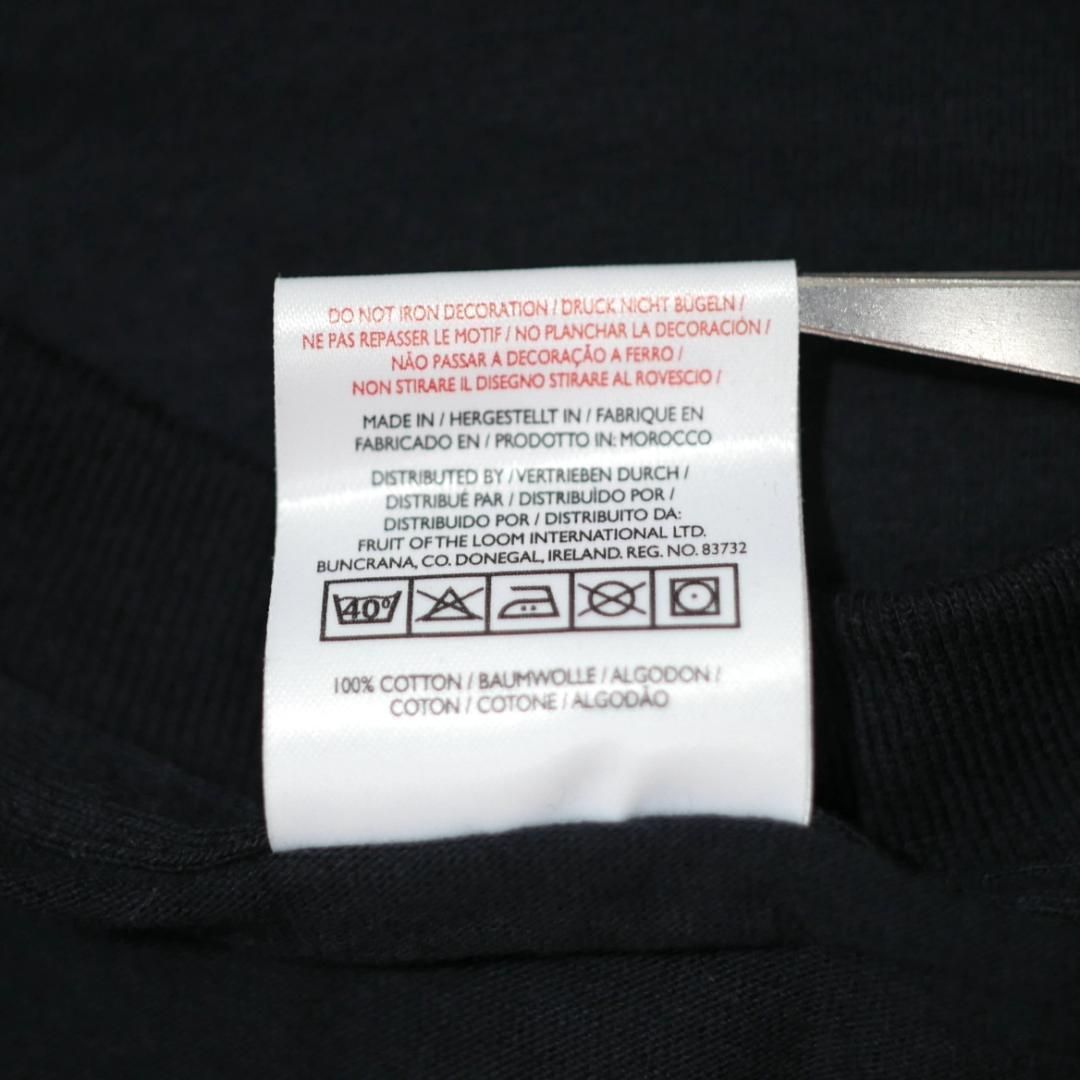 DO NOT IRON DECORATION / DRUCK NICHT BÜGELN /
NE PAS REPASSER LE MOTIF / NO PLANCHAR LA DECORACIÓN /
NÃO PASSAR A DECORAÇÃO A FERRO /
NON STIRARE IL DISEGNO STIRARE AL ROVESCIO /
MADE IN / HERGESTELLT IN / FABRIQUE EN
FABRICADO EN / PRODOTTO IN: MOROCCO
DISTRIBUTED BY / VERTRIEBEN DURCH /
DISTRIBUÉ PAR / DISTRIBUÌDO POR /
DISTRIBUIDO POR / DISTRIBUITO DA:
FRUIT OF THE LOOM INTERNATIONAL LTD.
BUNCRANA, CO. DONEGAL, IRELAND. REG. NO. 83732
40°
100% COTTON / BAUMWOLLE / ALGODON /
COTON / COTONE / ALGODÃO